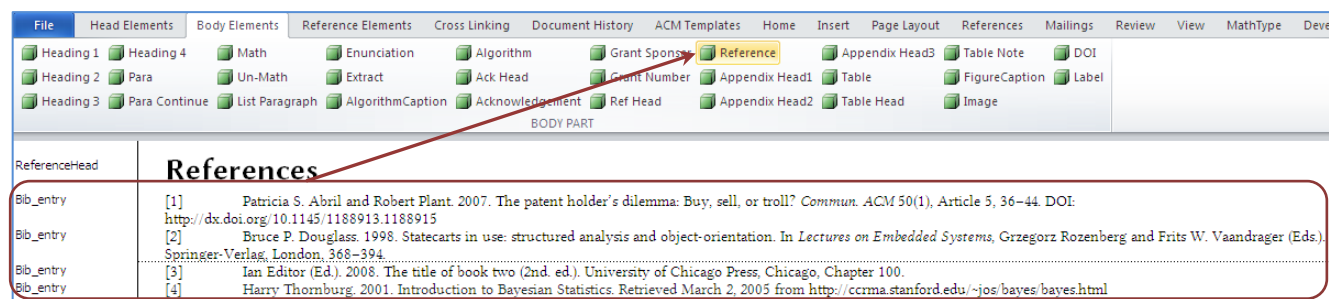 File Head Elements Body Elements Reference Elements Cross Linking Document History ACM Templates Home Insert Page Layout References Mailings Review View MathType Deve
Heading 1 Heading 4 Math Enunciation Algorithm Grant Sponsor Reference Appendix Head3 Table Note DOI
Heading 2 Para Un-Math Extract Ack Head Grant Number Appendix Head1 Table FigureCaption Label
Heading 3 Para Continue List Paragraph AlgorithmCaption Acknowledgement Ref Head Appendix Head2 Table Head Image
BODY PART
ReferenceHead References
Bib_entry [1] Patricia S. Abril and Robert Plant. 2007. The patent holder's dilemma: Buy, sell, or troll? Commun. ACM 50(1), Article 5, 36–44. DOI:
http://dx.doi.org/10.1145/1188913.1188915
Bib_entry [2] Bruce P. Douglass. 1998. Statecarts in use: structured analysis and object-orientation. In Lectures on Embedded Systems, Grzegorz Rozenberg and Frits W. Vaandrager (Eds.).
Springer-Verlag, London, 368–394.
Bib_entry [3] Ian Editor (Ed.). 2008. The title of book two (2nd. ed.). University of Chicago Press, Chicago, Chapter 100.
Bib_entry [4] Harry Thornburg. 2001. Introduction to Bayesian Statistics. Retrieved March 2, 2005 from http://ccrma.stanford.edu/~jos/bayes/bayes.html